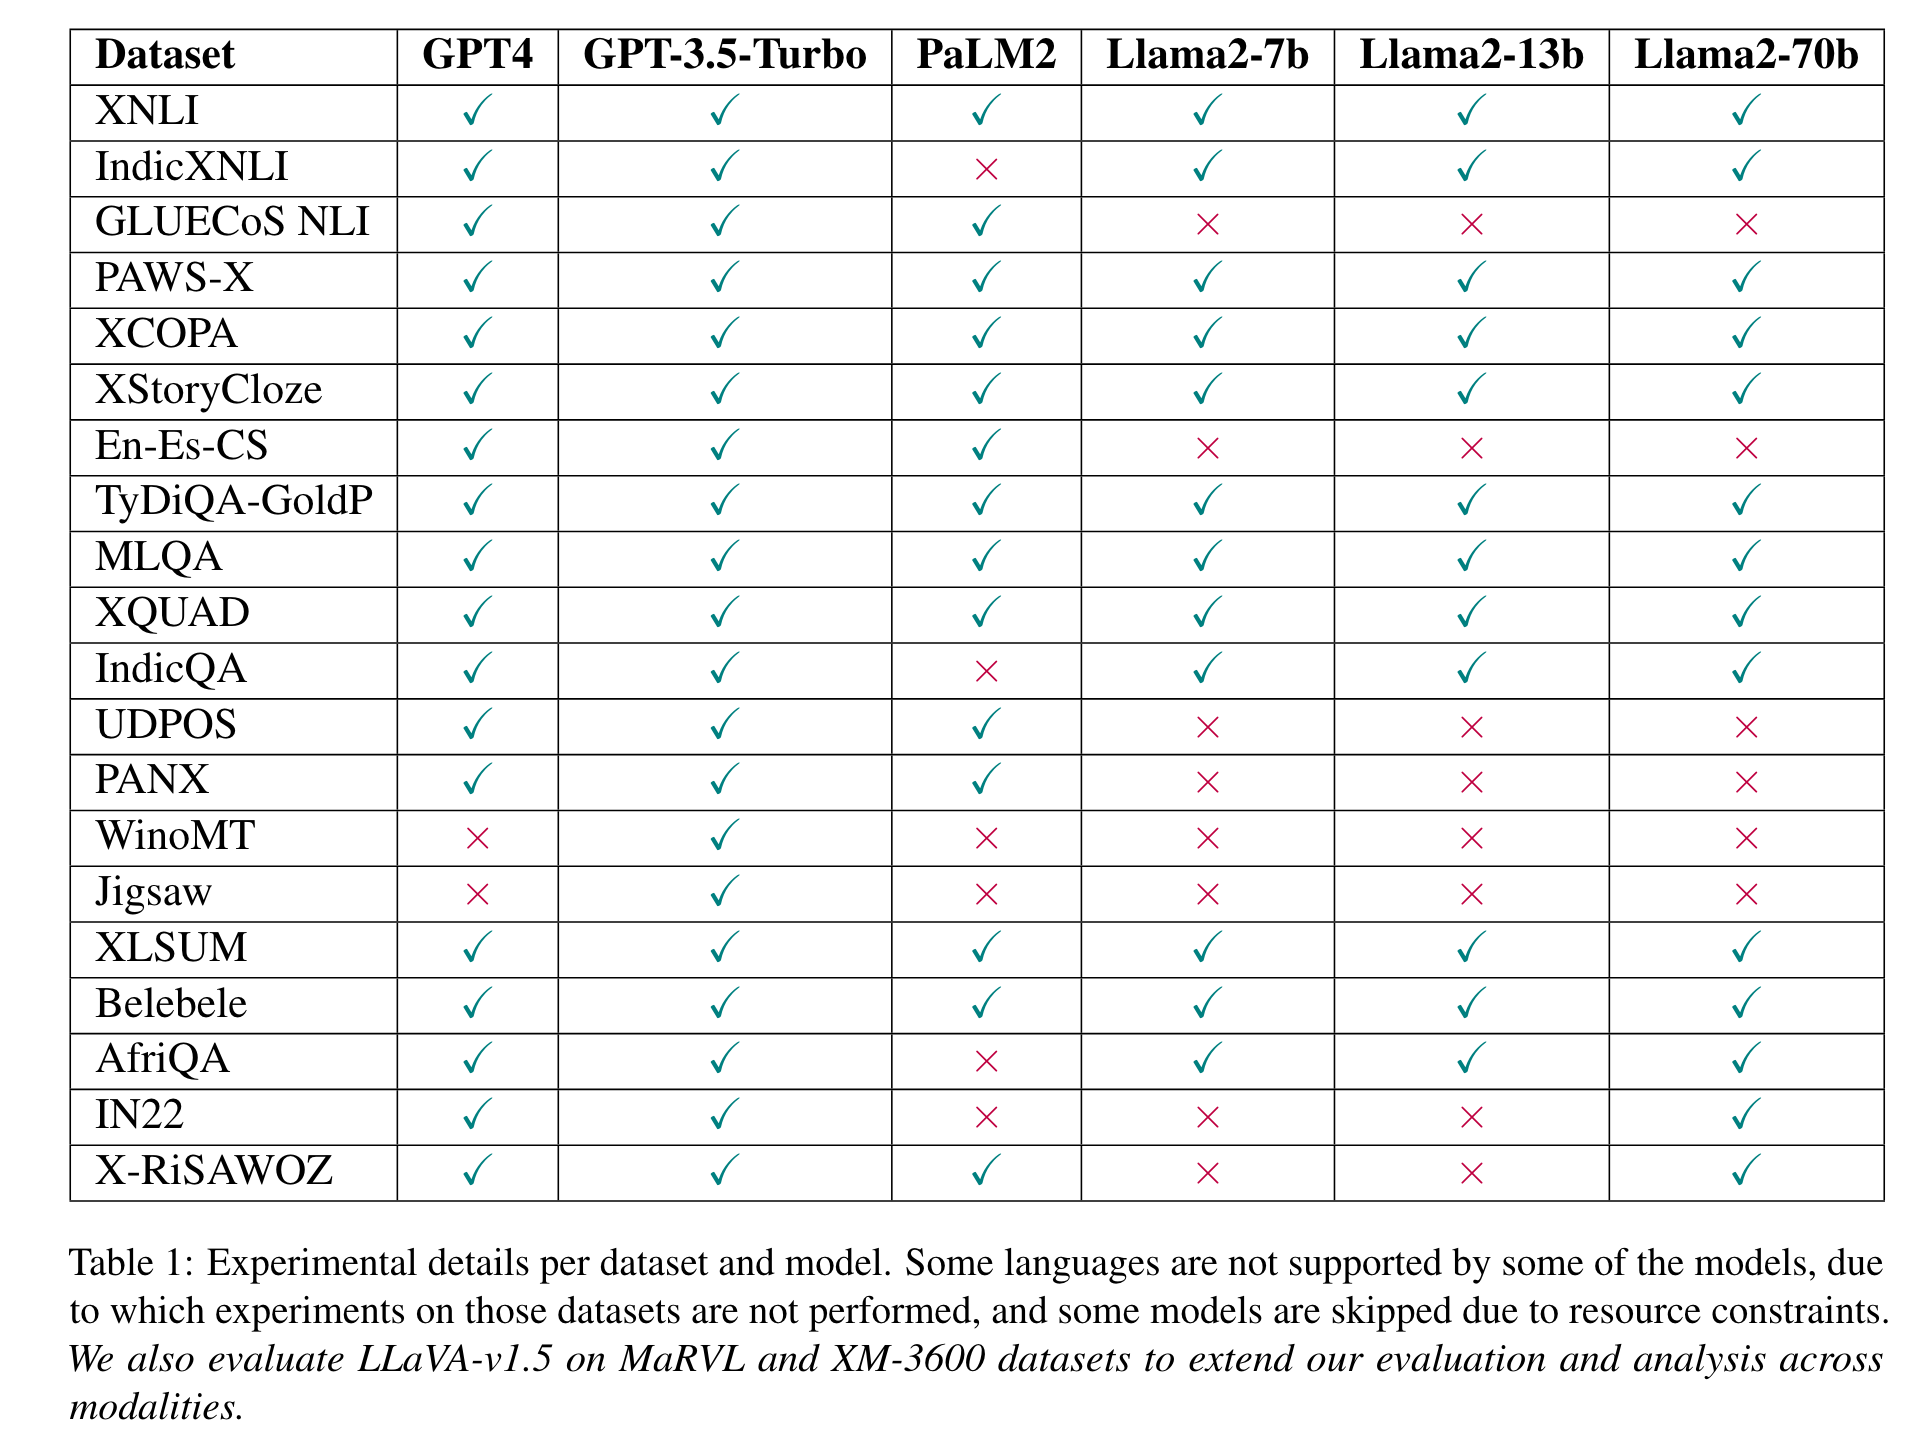 Dataset GPT4 GPT-3.5-Turbo PaLM2 Llama2-7b Llama2-13b Llama2-70b
XNLI ✓ ✓ ✓ ✓ ✓ ✓
IndicXNLI ✓ ✓ × ✓ ✓ ✓
GLUECoS NLI ✓ ✓ ✓ × × ×
PAWS-X ✓ ✓ ✓ ✓ ✓ ✓
XCOPA ✓ ✓ ✓ ✓ ✓ ✓
XStoryCloze ✓ ✓ ✓ ✓ ✓ ✓
En-Es-CS ✓ ✓ ✓ × × ×
TyDiQA-GoldP ✓ ✓ ✓ ✓ ✓ ✓
MLQA ✓ ✓ ✓ ✓ ✓ ✓
XQUAD ✓ ✓ ✓ ✓ ✓ ✓
IndicQA ✓ ✓ × ✓ ✓ ✓
UDPOS ✓ ✓ ✓ × × ×
PANX ✓ ✓ ✓ × × ×
WinoMT × ✓ × × × ×
Jigsaw × ✓ × × × ×
XLSUM ✓ ✓ ✓ ✓ ✓ ✓
Belebele ✓ ✓ ✓ ✓ ✓ ✓
AfriQA ✓ ✓ × ✓ ✓ ✓
IN22 ✓ ✓ × × × ✓
X-RiSAWOZ ✓ ✓ ✓ × × ✓
Table 1: Experimental details per dataset and model. Some languages are not supported by some of the models, due
to which experiments on those datasets are not performed, and some models are skipped due to resource constraints.
We also evaluate LLaVA-v1.5 on MaRVL and XM-3600 datasets to extend our evaluation and analysis across
modalities.